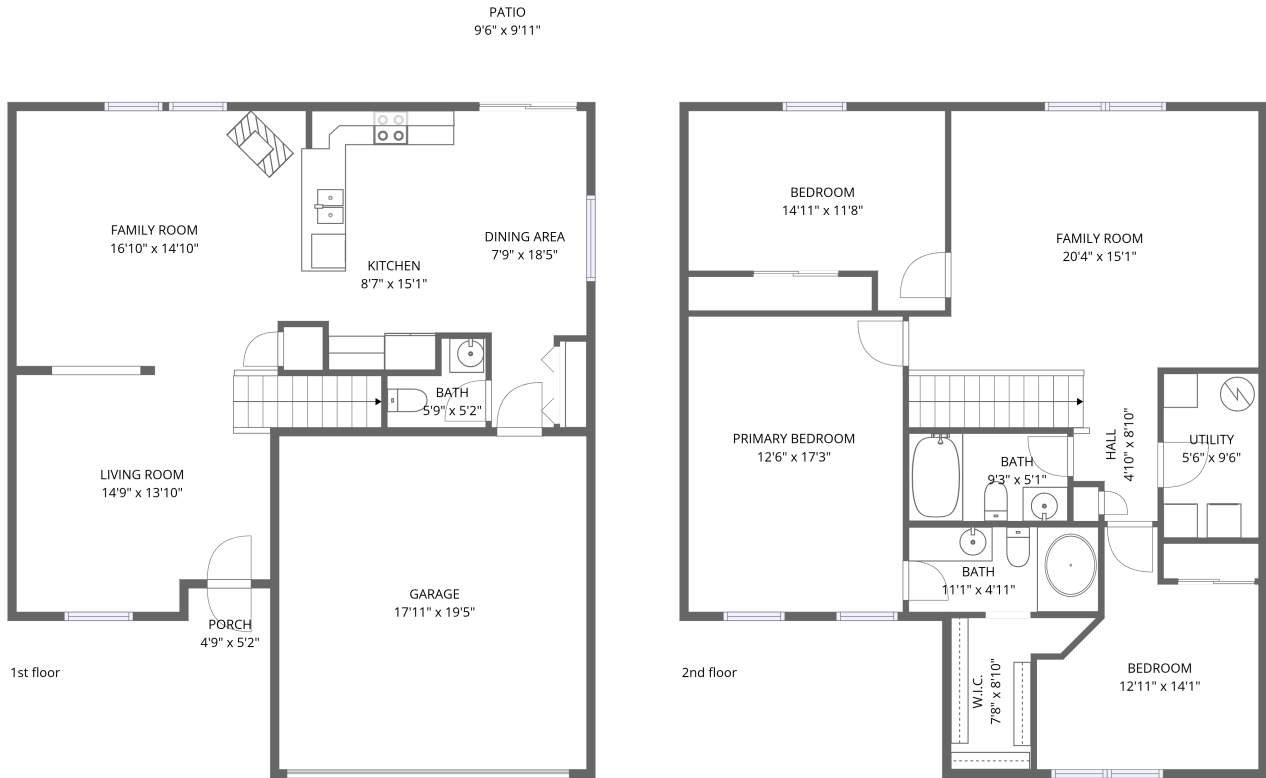 PATIO
9'6" x 9'11"
FAMILY ROOM
16'10" x 14'10"
KITCHEN
8'7" x 15'1"
DINING AREA
7'9" x 18'5"
BATH
5'9" x 5'2"
LIVING ROOM
14'9" x 13'10"
PORCH
4'9" x 5'2"
GARAGE
17'11" x 19'5"
1st floor
BEDROOM
14'11" x 11'8"
FAMILY ROOM
20'4" x 15'1"
PRIMARY BEDROOM
12'6" x 17'3"
BATH
9'3" x 5'1"
HALL
4'10" x 8'10"
UTILITY
5'6" x 9'6"
BATH
11'1" x 4'11"
W.I.C.
7'8" x 8'10"
BEDROOM
12'11" x 14'1"
2nd floor